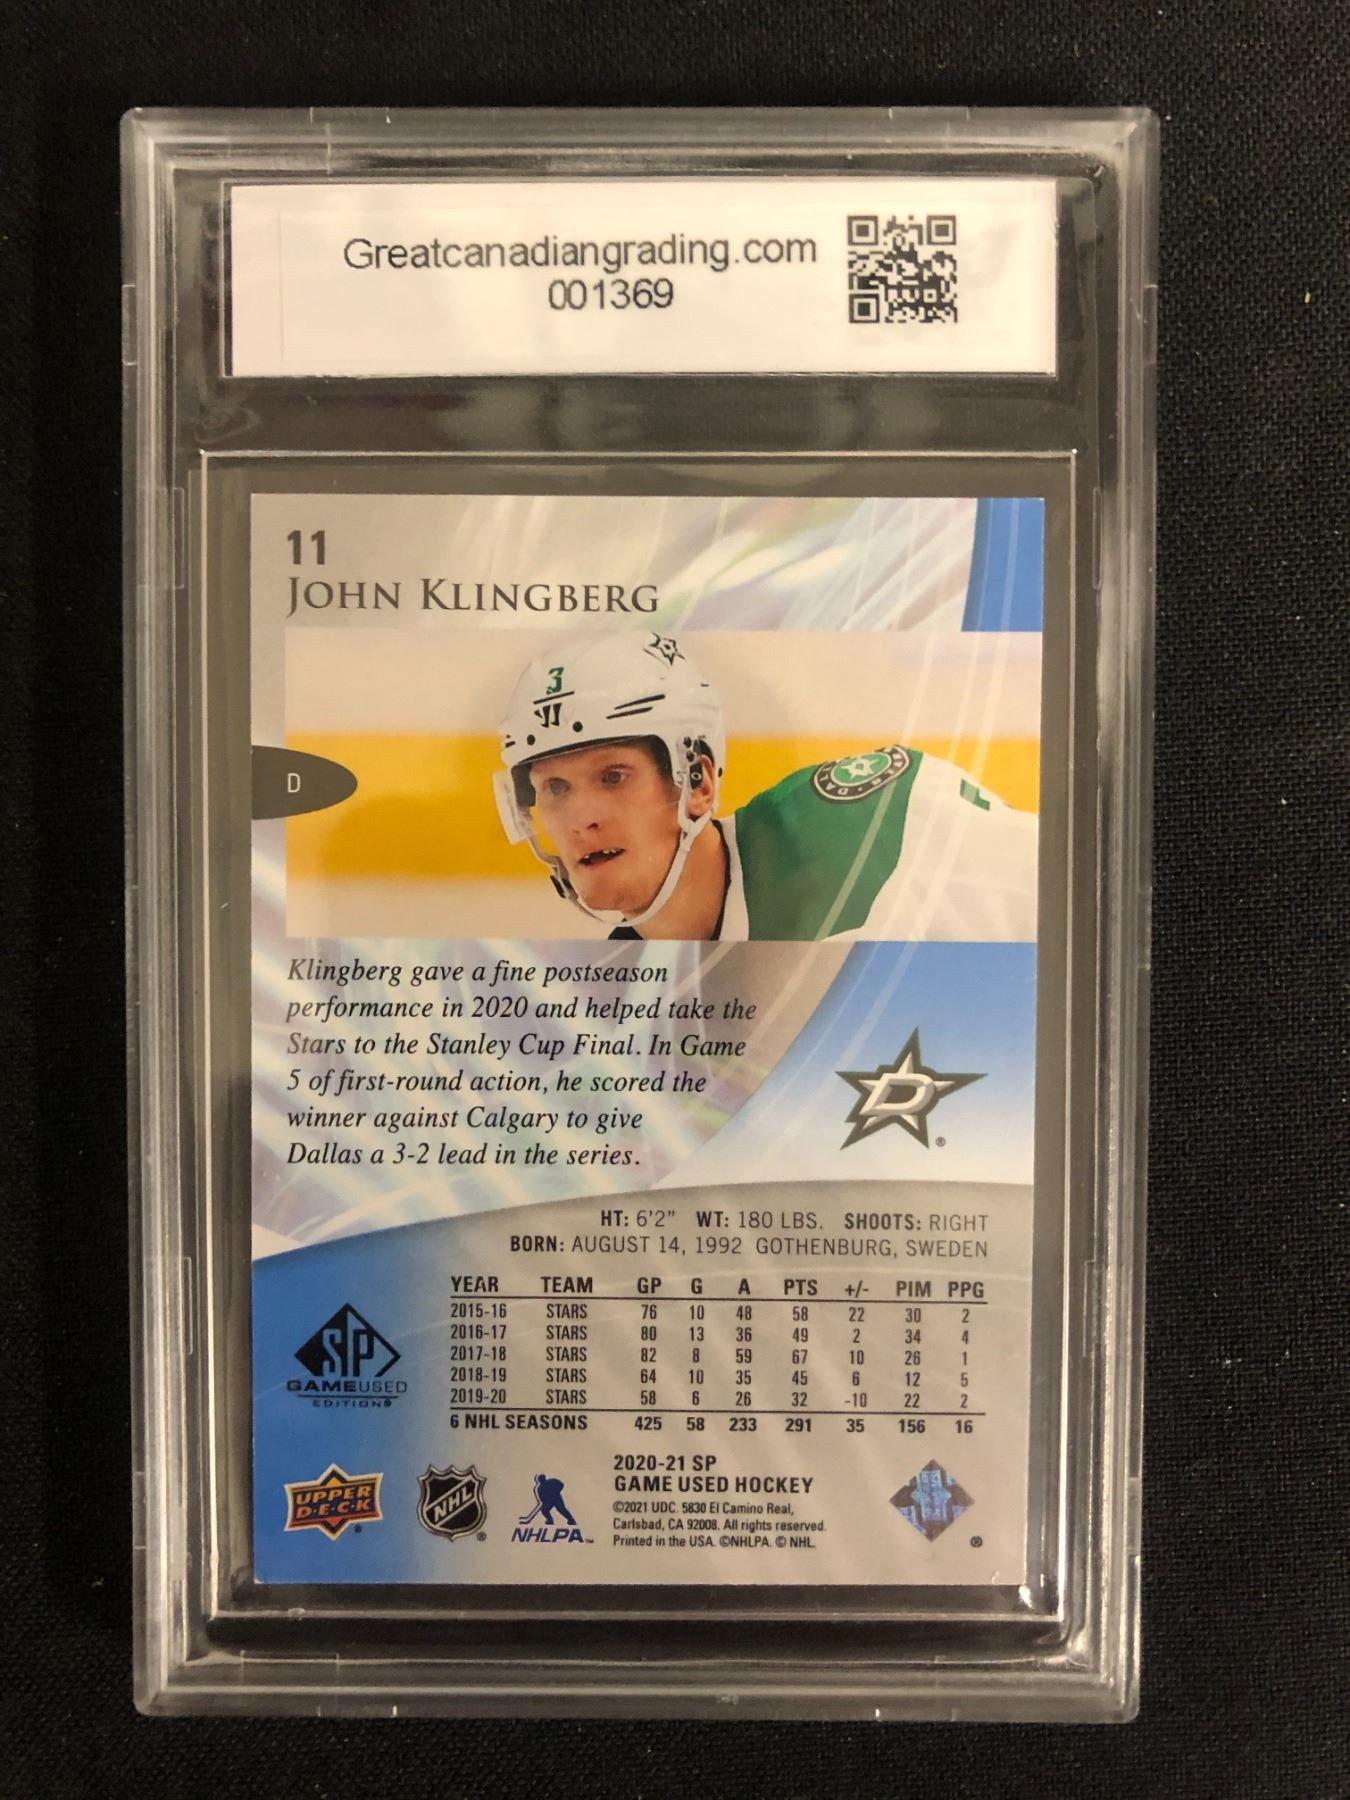 Greatcanadiangrading.com
001369
11
JOHN KLINGBERG
3
D
Klingberg gave a fine postseason
performance in 2020 and helped take the
Stars to the Stanley Cup Final. In Game
5 of first-round action, he scored the
winner against Calgary to give
Dallas a 3-2 lead in the series.
D
®
HT: 6'2" WT: 180 LBS. SHOOTS: RIGHT
BORN: AUGUST 14, 1992 GOTHENBURG, SWEDEN
YEAR TEAM GP G A PTS +/- PIM PPG
2015-16 STARS 76 10 48 58 22 30 2
2016-17 STARS 80 13 36 49 2 34 4
2017-18 STARS 82 8 59 67 10 26 1
2018-19 STARS 64 10 35 45 6 12 5
2019-20 STARS 58 6 26 32 -10 22 2
6 NHL SEASONS 425 58 233 291 35 156 16
SP
GAMEUSED
EDITION®
UPPER
D·E·C·K
®
NHL
®
NHLPA™
2020-21 SP
GAME USED HOCKEY
©2021 UDC. 5830 El Camino Real,
Carlsbad, CA 92008. All rights reserved.
Printed in the USA. ©NHLPA. © NHL.
®